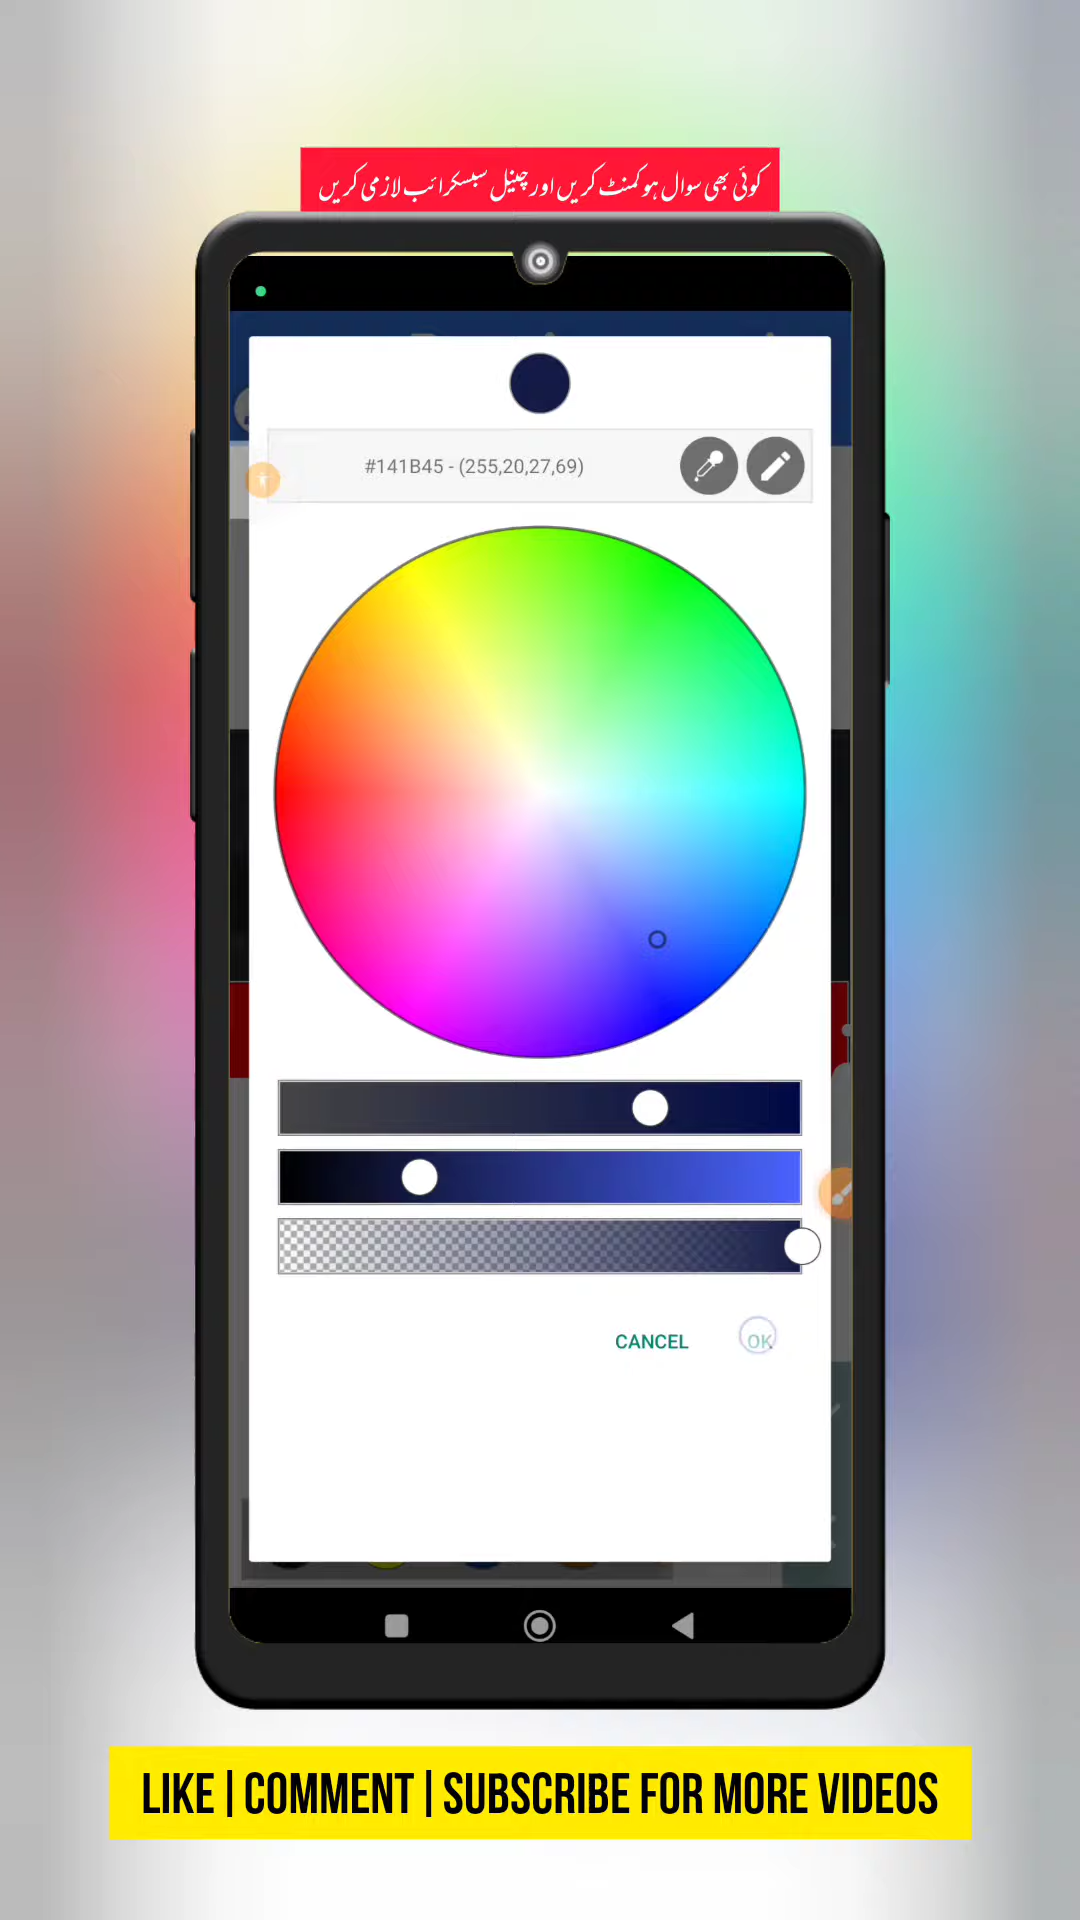 کوئی بھی سوال ہو کمنٹ کریں اور چینل سبسکرائب لازمی کریں
#141B45 - (255,20,27,69)
CANCEL
OK
LIKE | COMMENT | SUBSCRIBE FOR MORE VIDEOS